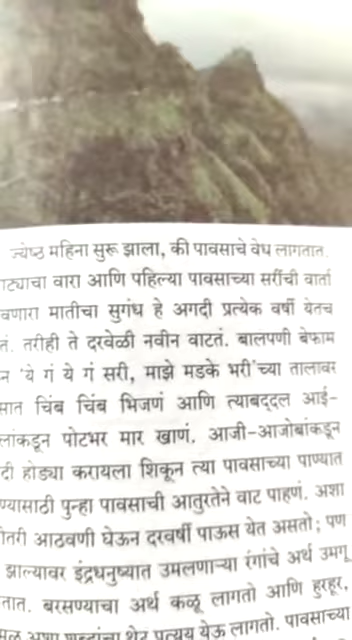 ज्येष्ठ महिना सुरू झाला, की पावसाचे वेध लागतात.
ाट्याचा वारा आणि पहिल्या पावसाच्या सरींची वार्ता
वणारा मातीचा सुगंध हे अगदी प्रत्येक वर्षी येतच
तं. तरीही ते दरवेळी नवीन वाटतं. बालपणी बेफाम
न 'ये गं ये गं सरी, माझे मडके भरी'च्या तालावर
सात चिंब चिंब भिजणं आणि त्याबद्दल आई-
लांकडून पोटभर मार खाणं. आजी-आजोबांकडून
दी होड्या करायला शिकून त्या पावसाच्या पाण्यात
ण्यासाठी पुन्हा पावसाची आतुरतेने वाट पाहणं. अशा
ीतरी आठवणी घेऊन दरवर्षी पाऊस येत असतो; पण
झाल्यावर इंद्रधनुष्यात उमलणाऱ्या रंगांचे अर्थ उमगू
तात. बरसण्याचा अर्थ कळू लागतो आणि हुरहूर,
अशा शब्दांचा थेट प्रत्यय येऊ लागतो. पावसाच्या